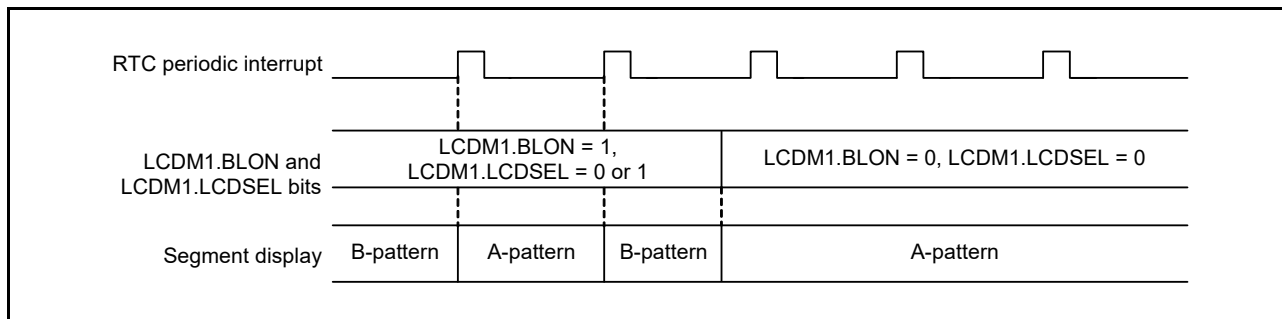 RTC periodic interrupt
LCDM1.BLON and
LCDM1.LCDSEL bits
LCDM1.BLON = 1,
LCDM1.LCDSEL = 0 or 1
LCDM1.BLON = 0, LCDM1.LCDSEL = 0
Segment display
B-pattern
A-pattern
B-pattern
A-pattern